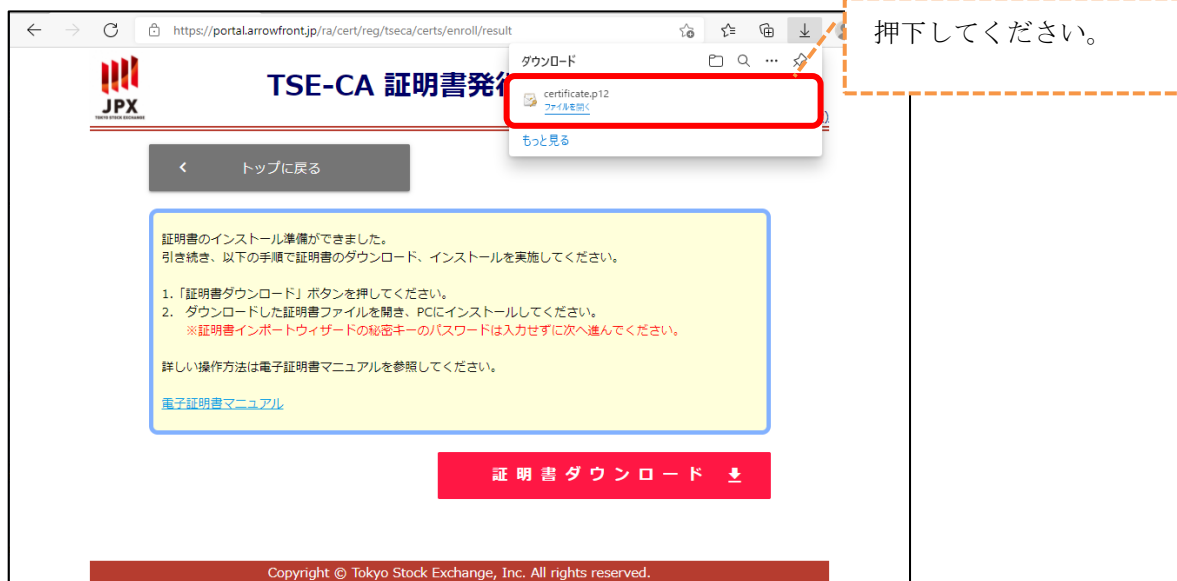 押下してください。
https://portal.arrowfront.jp/ra/cert/reg/tseca/certs/enroll/result
ダウンロード
certificate.p12
ファイルを開く
もっと見る
JPX
TOKYO STOCK EXCHANGE
TSE-CA 証明書発
トップに戻る
証明書のインストール準備ができました。
引き続き、以下の手順で証明書のダウンロード、インストールを実施してください。
1.「証明書ダウンロード」ボタンを押してください。
2. ダウンロードした証明書ファイルを開き、PCにインストールしてください。
※証明書インポートウィザードの秘密キーのパスワードは入力せずに次へ進んでください。
詳しい操作方法は電子証明書マニュアルを参照してください。
電子証明書マニュアル
証明書ダウンロード
Copyright © Tokyo Stock Exchange, Inc. All rights reserved.